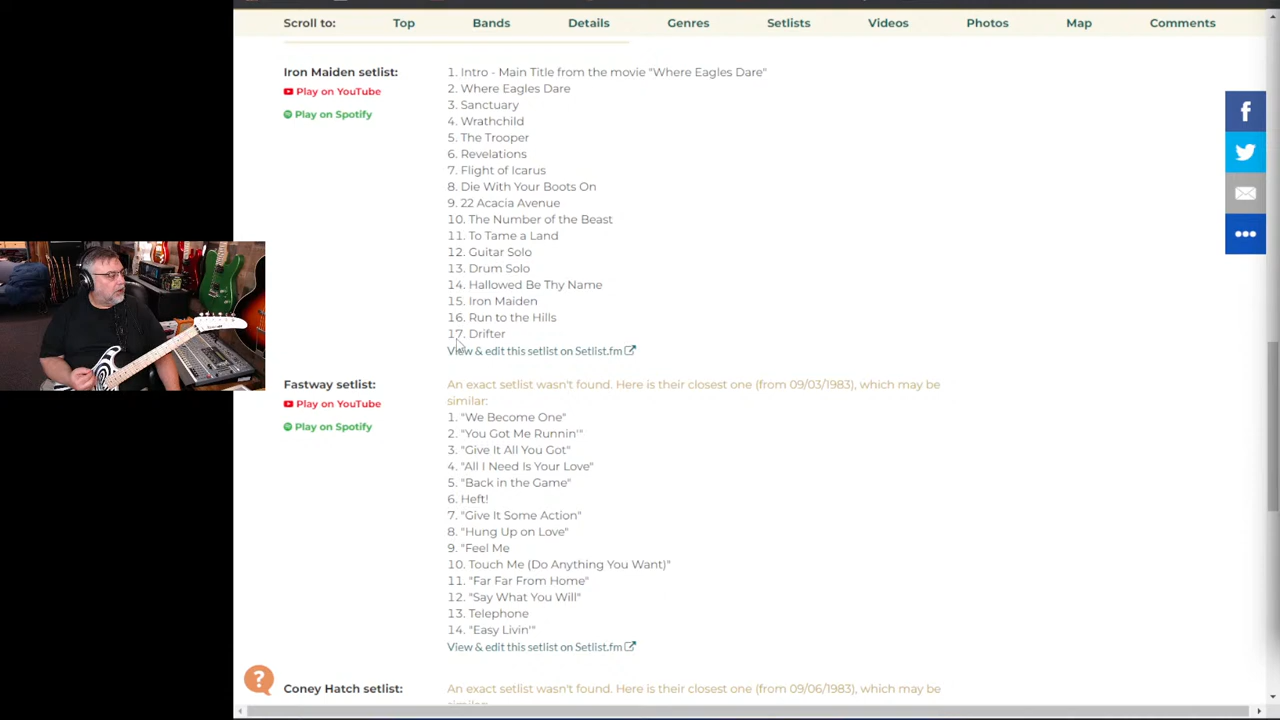 Scroll to: Top Bands Details Genres Setlists Videos Photos Map Comments
Iron Maiden setlist:
Play on YouTube
Play on Spotify
1. Intro - Main Title from the movie "Where Eagles Dare"
2. Where Eagles Dare
3. Sanctuary
4. Wrathchild
5. The Trooper
6. Revelations
7. Flight of Icarus
8. Die With Your Boots On
9. 22 Acacia Avenue
10. The Number of the Beast
11. To Tame a Land
12. Guitar Solo
13. Drum Solo
14. Hallowed Be Thy Name
15. Iron Maiden
16. Run to the Hills
17. Drifter
View & edit this setlist on Setlist.fm
Fastway setlist:
Play on YouTube
Play on Spotify
An exact setlist wasn't found. Here is their closest one (from 09/03/1983), which may be
similar:
1. "We Become One"
2. "You Got Me Runnin'"
3. "Give It All You Got"
4. "All I Need Is Your Love"
5. "Back in the Game"
6. Heft!
7. "Give It Some Action"
8. "Hung Up on Love"
9. "Feel Me
10. Touch Me (Do Anything You Want)"
11. "Far Far From Home"
12. "Say What You Will"
13. Telephone
14. "Easy Livin'"
View & edit this setlist on Setlist.fm
?
Coney Hatch setlist:
An exact setlist wasn't found. Here is their closest one (from 09/06/1983), which may be
similar: